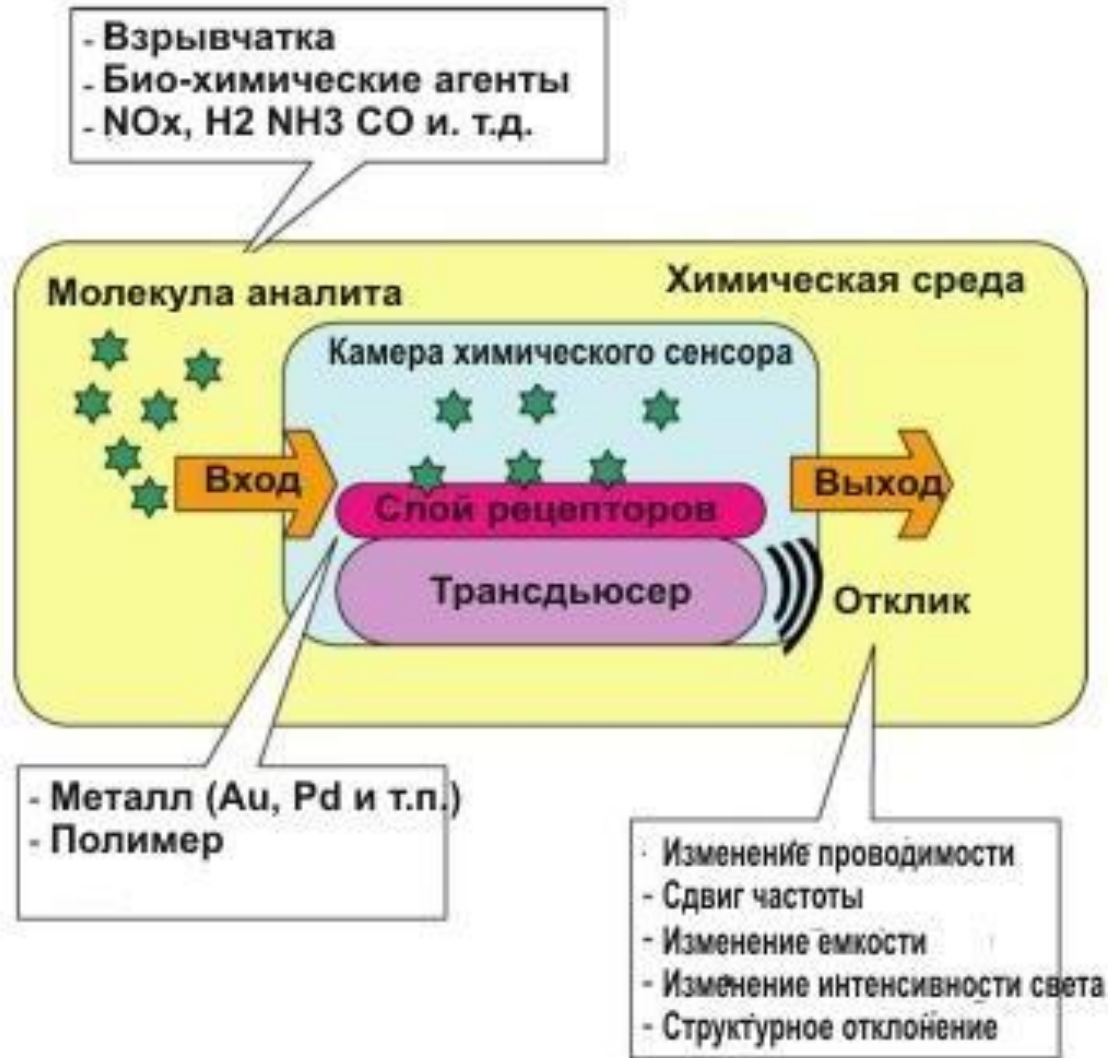 - Взрывчатка
- Био-химические агенты
- NOx, H2 NH3 CO и. т.д.
Молекула аналита
Химическая среда
Камера химического сенсора
Вход
Слой рецепторов
Выход
Трансдьюсер
Отклик
- Металл (Au, Pd и т.п.)
- Полимер
- Изменение проводимости
- Сдвиг частоты
- Изменение емкости
- Изменение интенсивности света
- Структурное отклонение